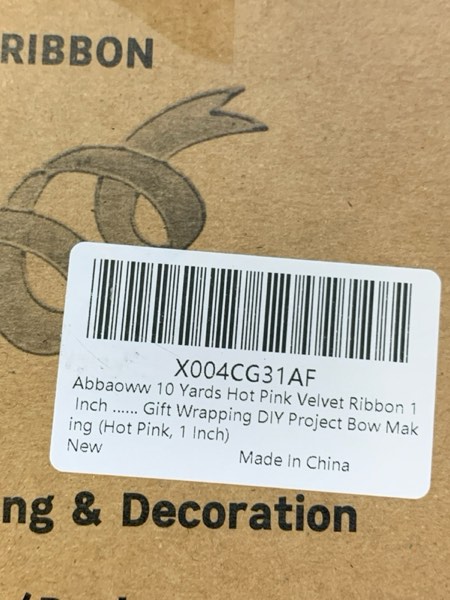 RIBBON
X004CG31AF
Abbaoww 10 Yards Hot Pink Velvet Ribbon 1
Inch ...... Gift Wrapping DIY Project Bow Mak
ing (Hot Pink, 1 Inch)
New
Made In China
ng & Decoration